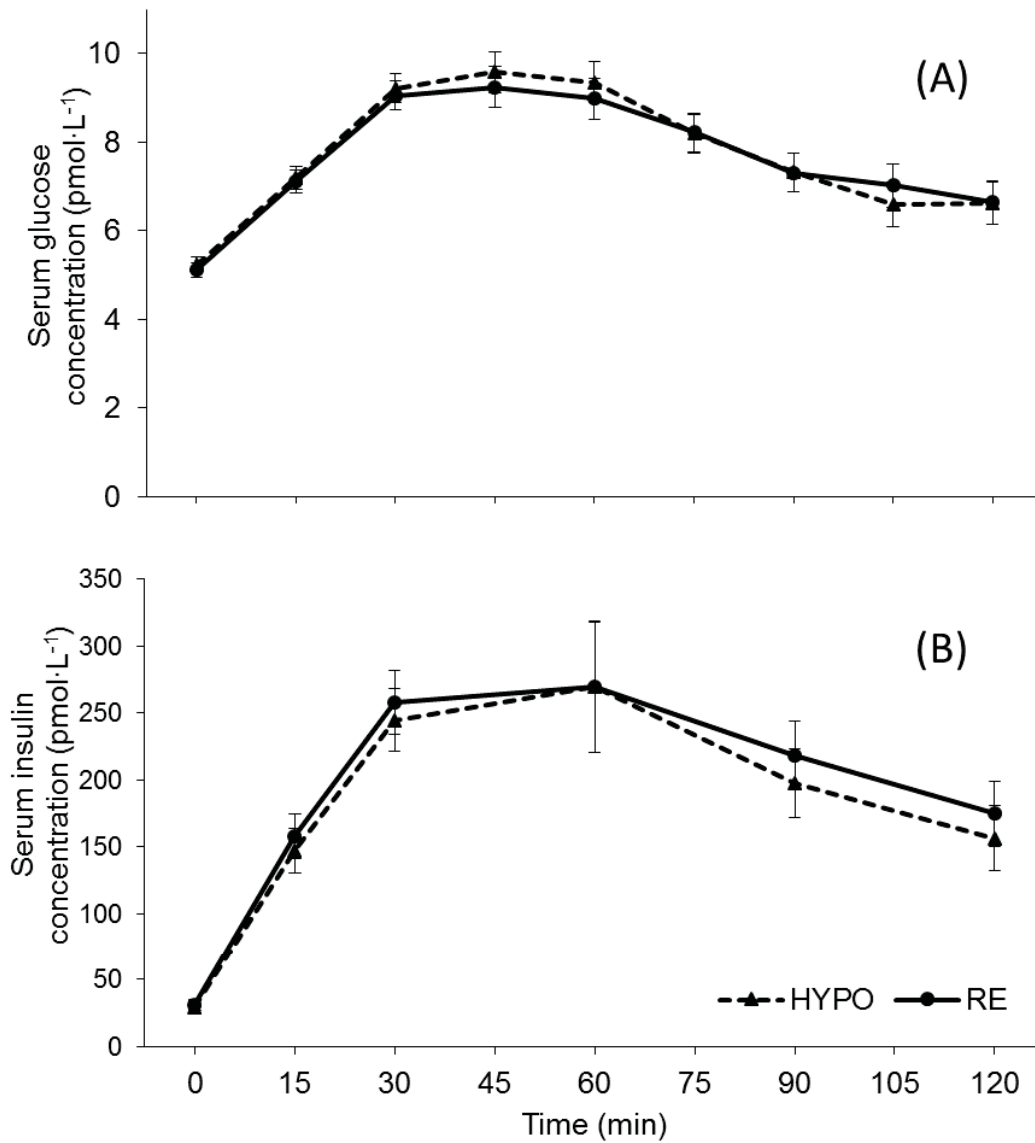 (A)
Serum glucose
concentration (pmol·L⁻¹)
10
8
6
4
2
0
(B)
Serum insulin
concentration (pmol·L⁻¹)
350
300
250
200
150
100
50
0
HYPO RE
0 15 30 45 60 75 90 105 120
Time (min)